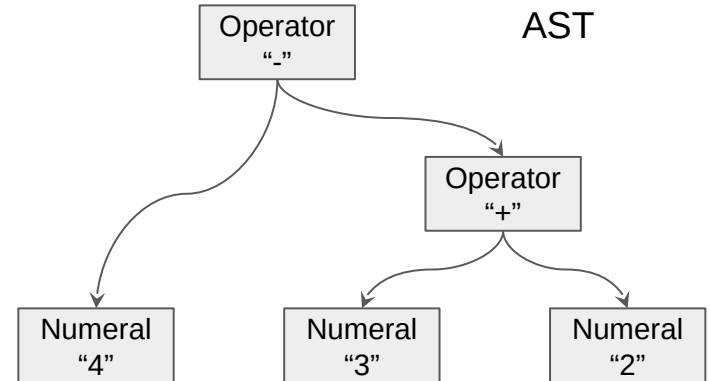 Operator
“-”
AST
Operator
“+”
Numeral
“4”
Numeral
“3”
Numeral
“2”